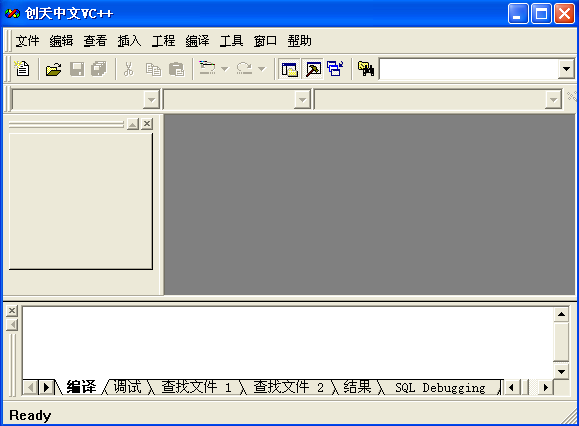 创天中文VC++
文件 编辑 查看 插入 工程 编译 工具 窗口 帮助
编译 调试 查找文件 1 查找文件 2 结果 SQL Debugging
Ready